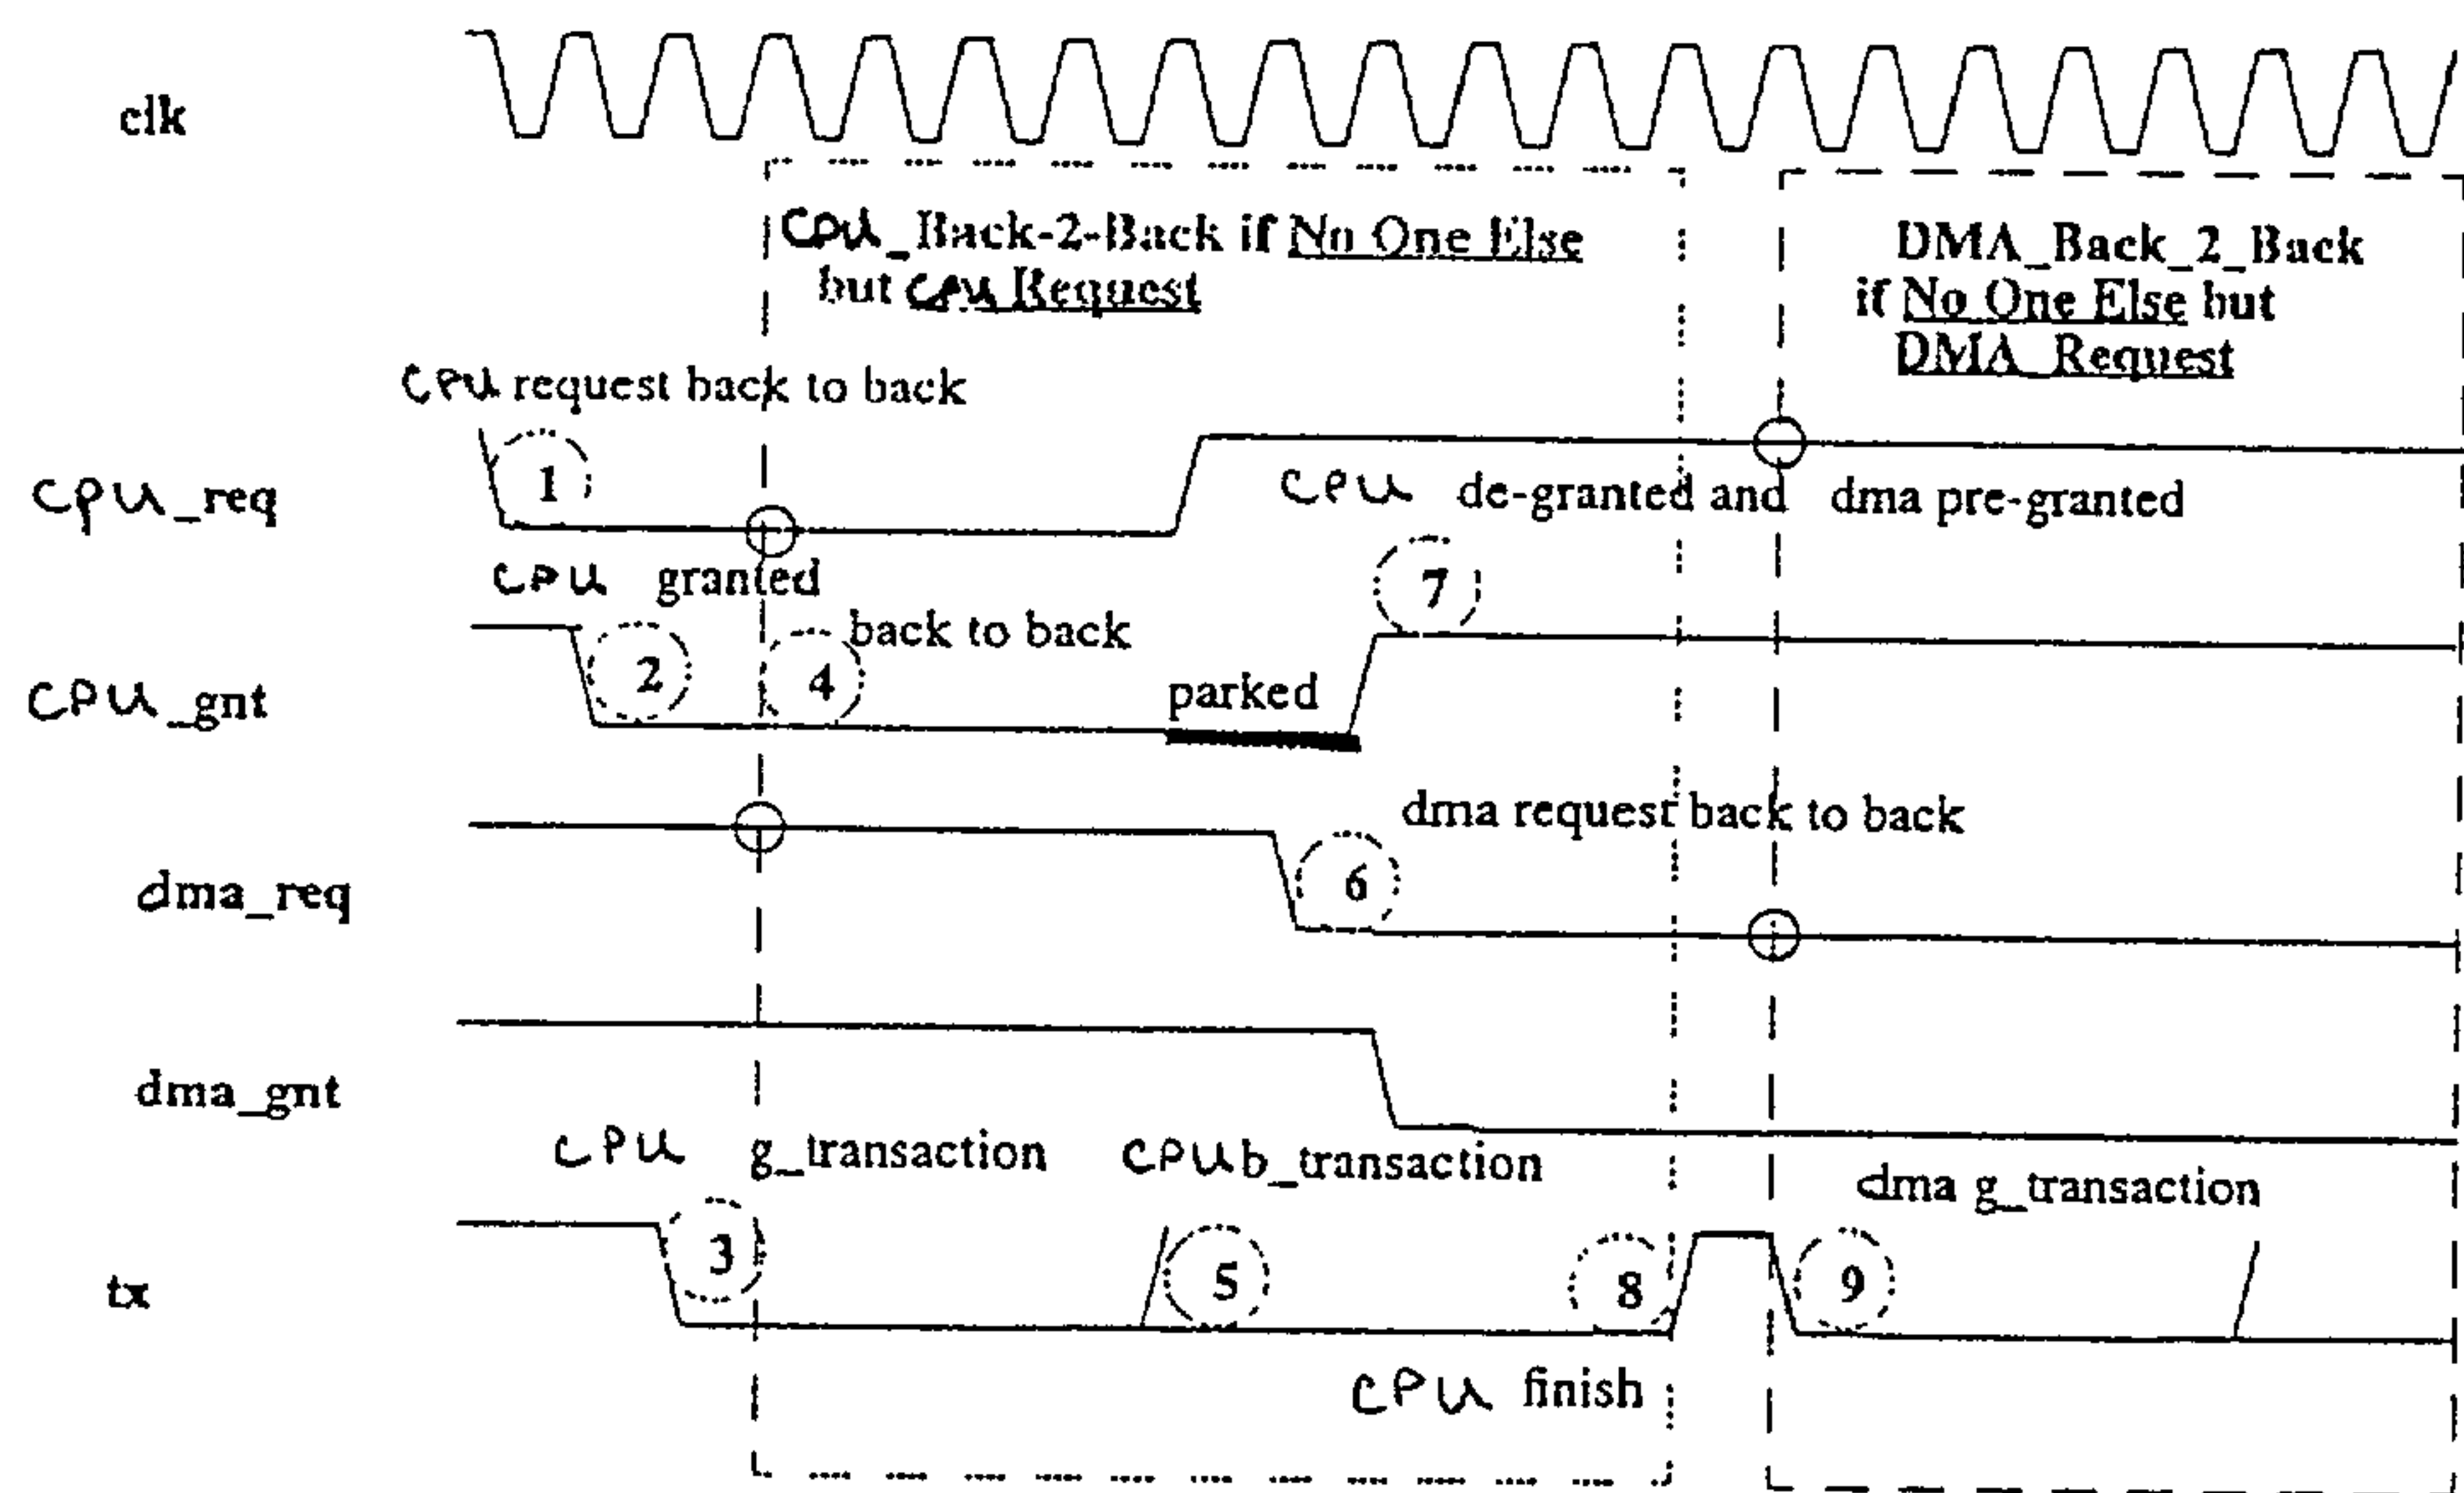 clk
CPU_Back-2-Back if No One Else
but CPU Request
DMA_Back_2_Back
if No One Else but
DMA_Request
CPU request back to back
1
CPU_req
CPU de-granted and dma pre-granted
CPU granted
7
back to back
2
4
CPU_gnt
parked
dma request back to back
6
dma_req
dma_gnt
CPU g_transaction
CPU b_transaction
dma g_transaction
3
5
8
9
tx
CPU finish